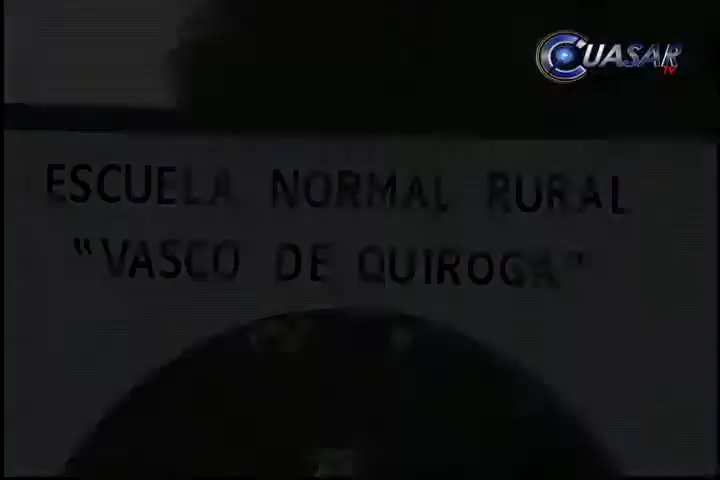 CUASAR
TV
ESCUELA NORMAL RURAL
"VASCO DE QUIROGA"